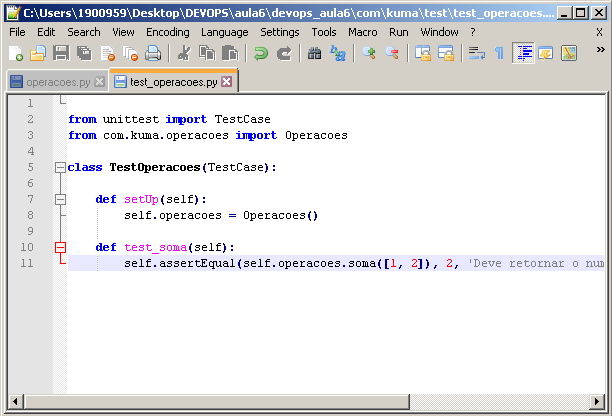 C:\Users\1900959\Desktop\DEVOPS\aula6\devops_aula6\com\kuma\test\test_operacoes....
File Edit Search View Encoding Language Settings Tools Macro Run Window ? X
operacoes.py test_operacoes.py
1
2 from unittest import TestCase
3 from com.kuma.operacoes import Operacoes
4
5 class TestOperacoes(TestCase):
6
7 def setUp(self):
8 self.operacoes = Operacoes()
9
10 def test_soma(self):
11 self.assertEqual(self.operacoes.soma([1, 2]), 2, 'Deve retornar o num